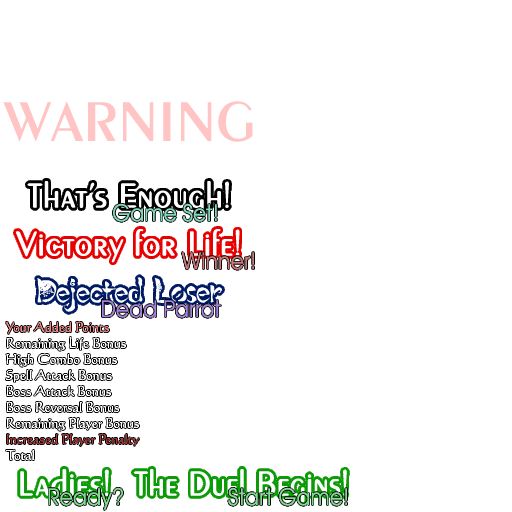 WARNING
That's Enough!
Game Set!
Victory for Life!
Winner!
Dejected Loser
Dead Parrot
Your Added Points
Remaining Life Bonus
High Combo Bonus
Spell Attack Bonus
Boss Attack Bonus
Boss Reversal Bonus
Remaining Player Bonus
Increased Player Penalty
Total
Ladies! The Duel Begins!
Ready? Start Game!